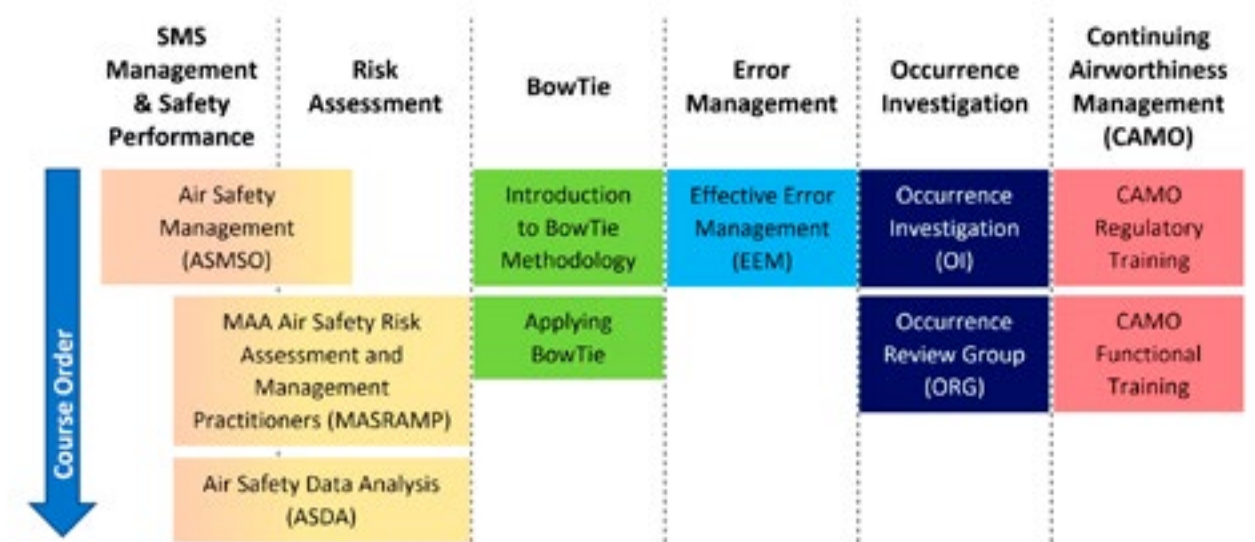 SMS
Management
& Safety
Performance
Risk
Assessment
BowTie
Error
Management
Occurrence
Investigation
Continuing
Airworthiness
Management
(CAMO)
Course Order
Air Safety
Management
(ASMSO)
Introduction
to BowTie
Methodology
Effective Error
Management
(EEM)
Occurrence
Investigation
(OI)
CAMO
Regulatory
Training
MAA Air Safety Risk
Assessment and
Management
Practitioners (MASRAMP)
Applying
BowTie
Occurrence
Review Group
(ORG)
CAMO
Functional
Training
Air Safety Data Analysis
(ASDA)